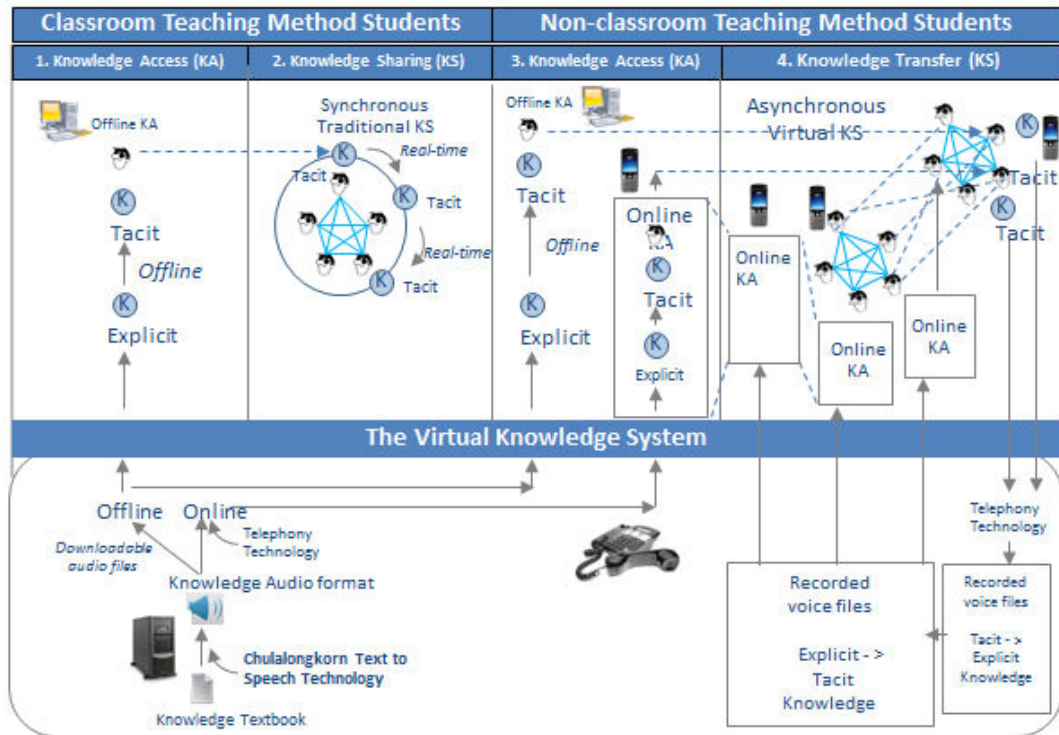 Classroom Teaching Method Students
Non-classroom Teaching Method Students
1. Knowledge Access (KA)
2. Knowledge Sharing (KS)
3. Knowledge Access (KA)
4. Knowledge Transfer (KS)
Offline KA
K
Tacit
Offline
K
Explicit
Synchronous
Traditional KS
K
Real-time
Tacit
K
Tacit
Real-time
K
Tacit
Offline KA
K
Tacit
Offline
K
Explicit
Online
KA
K
Tacit
K
Explicit
Asynchronous
Virtual KS
K
Tacit
K
Tacit
Online
KA
Online
KA
Online
KA
The Virtual Knowledge System
Offline
Online
Downloadable
audio files
Telephony
Technology
Knowledge Audio format
Chulalongkorn Text to
Speech Technology
Knowledge Textbook
Recorded
voice files
Explicit - >
Tacit
Knowledge
Telephony
Technology
Recorded
voice files
Tacit - >
Explicit
Knowledge